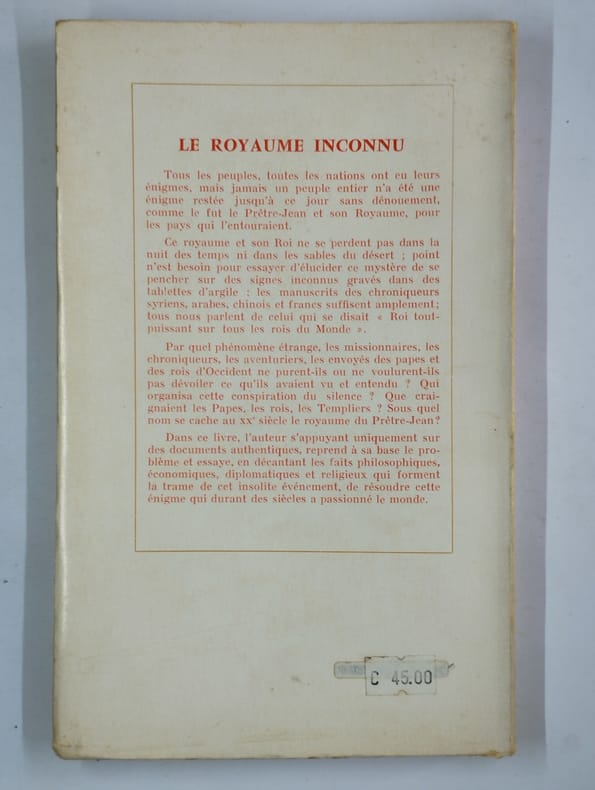 LE ROYAUME INCONNU
Tous les peuples, toutes les nations ont eu leurs
énigmes, mais jamais un peuple entier n'a été une
énigme restée jusqu'à ce jour sans dénouement,
comme le fut le Prêtre-Jean et son Royaume, pour
les pays qui l'entouraient.
Ce royaume et son Roi ne se perdent pas dans la
nuit des temps ni dans les sables du désert ; point
n'est besoin pour essayer d'élucider ce mystère de se
pencher sur des signes inconnus gravés dans des
tablettes d'argile : les manuscrits des chroniqueurs
syriens, arabes, chinois et francs suffisent amplement ;
tous nous parlent de celui qui se disait « Roi tout-
puissant sur tous les rois du Monde ».
Par quel phénomène étrange, les missionnaires, les
chroniqueurs, les aventuriers, les envoyés des papes et
des rois d'Occident ne purent-ils ou ne voulurent-ils
pas dévoiler ce qu'ils avaient vu et entendu ? Qui
organisa cette conspiration du silence ? Que crai-
gnaient les Papes, les rois, les Templiers ? Sous quel
nom se cache au XXe siècle le royaume du Prêtre-Jean ?
Dans ce livre, l'auteur s'appuyant uniquement sur
des documents authentiques, reprend à sa base le pro-
blème et essaye, en décantant les faits philosophiques,
économiques, diplomatiques et religieux qui forment
la trame de cet insolite événement, de résoudre cette
énigme qui durant des siècles a passionné le monde.
C 45.00